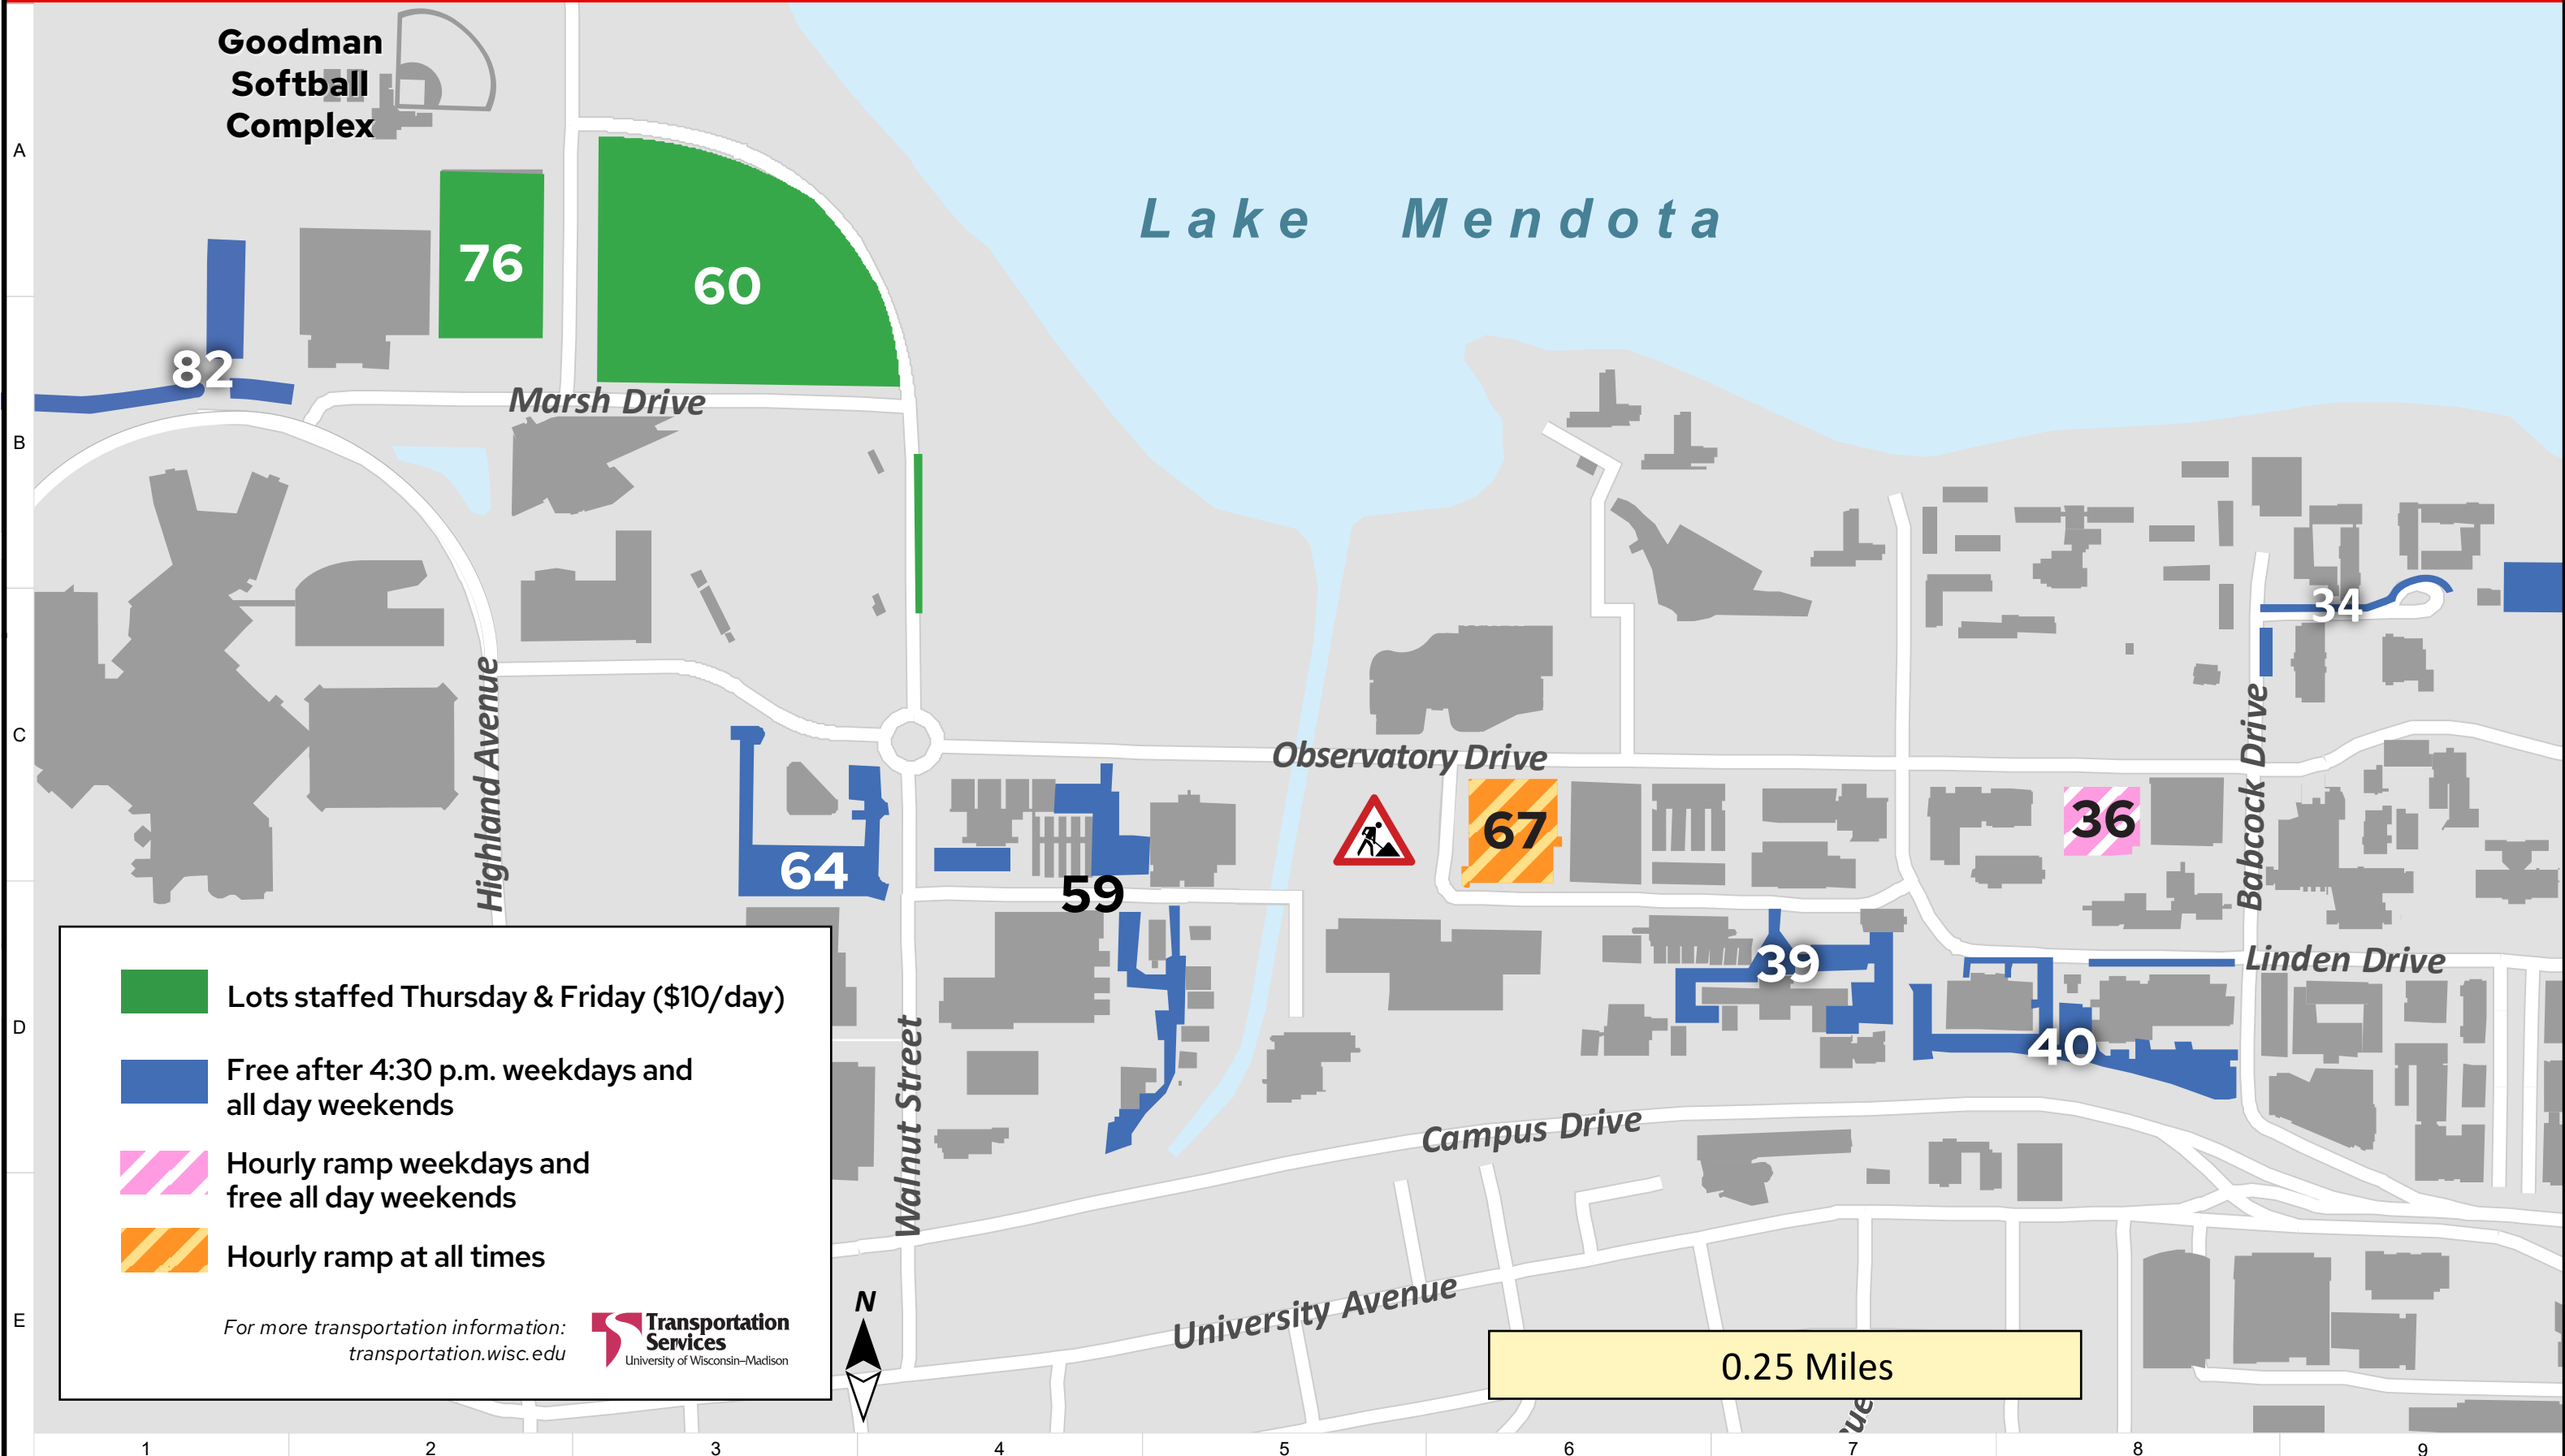 Goodman
Softball
Complex
A
Lake Mendota
76
60
82
Marsh Drive
B
34
Highland Avenue
C
Observatory Drive
Babcock Drive
67
36
64
59
39
Linden Drive
D
40
Walnut Street
Campus Drive
Lots staffed Thursday & Friday ($10/day)
Free after 4:30 p.m. weekdays and
all day weekends
Hourly ramp weekdays and
free all day weekends
Hourly ramp at all times
For more transportation information:
transportation.wisc.edu
Transportation
Services
University of Wisconsin–Madison
N
E
University Avenue
0.25 Miles
ue
1 2 3 4 5 6 7 8 9